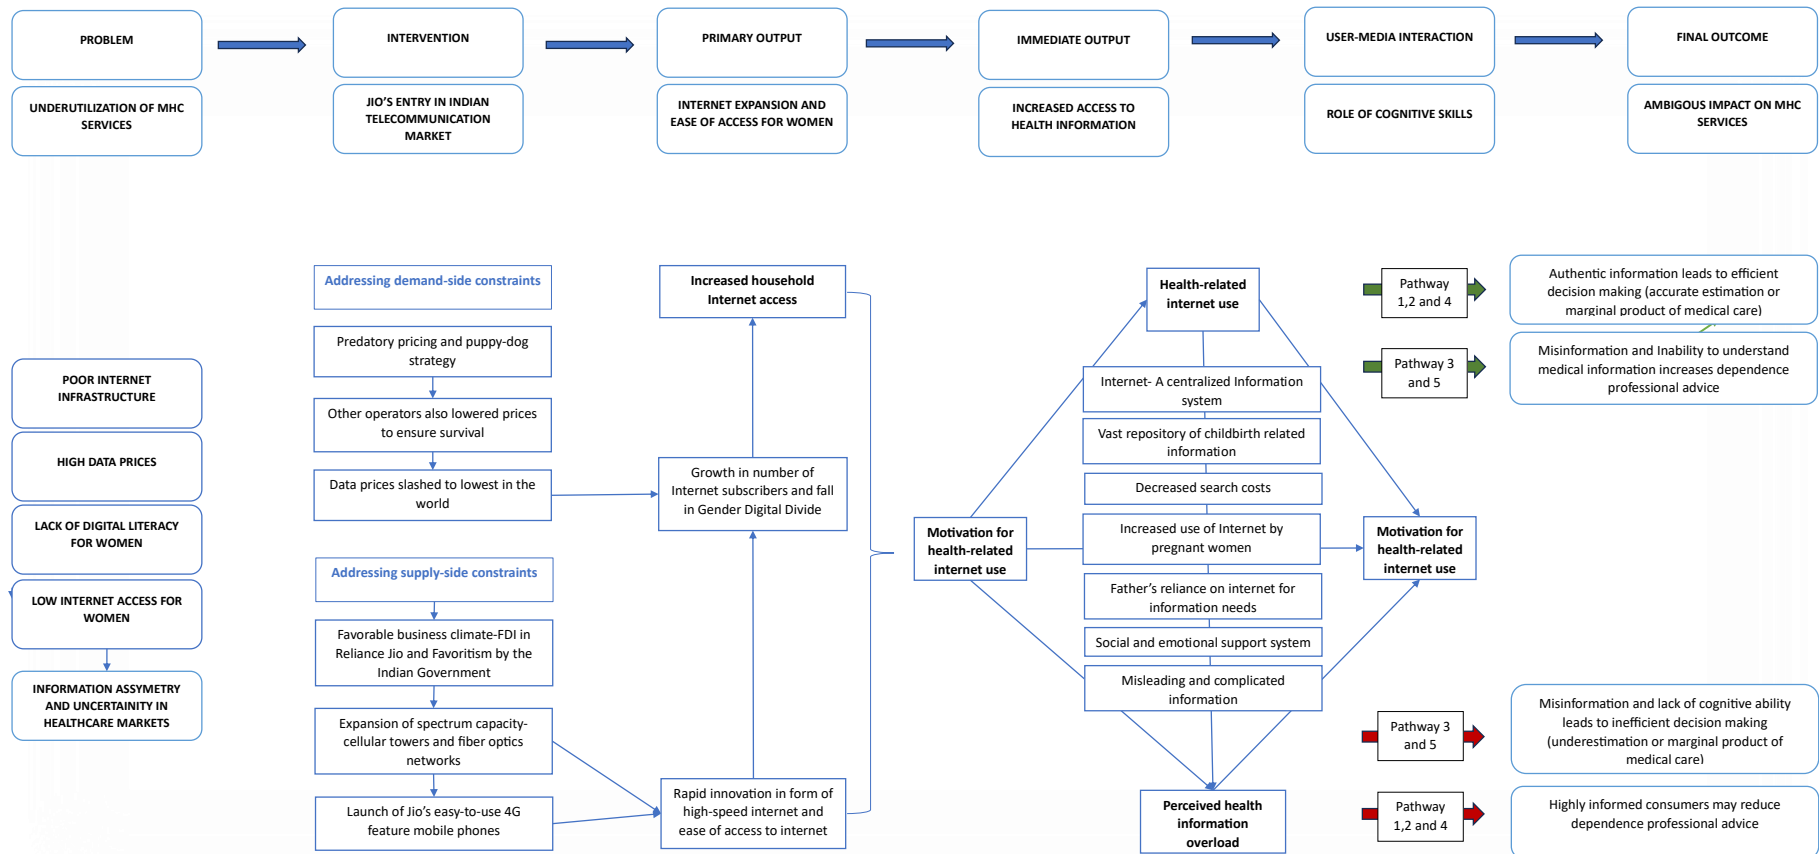 PROBLEM
INTERVENTION
PRIMARY OUTPUT
IMMEDIATE OUTPUT
USER-MEDIA INTERACTION
FINAL OUTCOME
UNDERUTILIZATION OF MHC
SERVICES
JIO'S ENTRY IN INDIAN
TELECOMMUNICATION
MARKET
INTERNET EXPANSION AND
EASE OF ACCESS FOR WOMEN
INCREASED ACCESS TO
HEALTH INFORMATION
ROLE OF COGNITIVE SKILLS
AMBIGOUS IMPACT ON MHC
SERVICES
POOR INTERNET
INFRASTRUCTURE
HIGH DATA PRICES
LACK OF DIGITAL LITERACY
FOR WOMEN
LOW INTERNET ACCESS FOR
WOMEN
INFORMATION ASSYMETRY
AND UNCERTAINITY IN
HEALTHCARE MARKETS
Addressing demand-side constraints
Predatory pricing and puppy-dog
strategy
Other operators also lowered prices
to ensure survival
Data prices slashed to lowest in the
world
Addressing supply-side constraints
Favorable business climate-FDI in
Reliance Jio and Favoritism by the
Indian Government
Expansion of spectrum capacity-
cellular towers and fiber optics
networks
Launch of Jio's easy-to-use 4G
feature mobile phones
Increased household
Internet access
Growth in number of
Internet subscribers and fall
in Gender Digital Divide
Rapid innovation in form of
high-speed internet and
ease of access to internet
Motivation for
health-related
internet use
Health-related
internet use
Internet- A centralized Information
system
Vast repository of childbirth related
information
Decreased search costs
Increased use of Internet by
pregnant women
Father's reliance on internet for
information needs
Social and emotional support system
Misleading and complicated
information
Perceived health
information
overload
Motivation for
health-related
internet use
Pathway
1,2 and 4
Authentic information leads to efficient
decision making (accurate estimation or
marginal product of medical care)
Pathway 3
and 5
Misinformation and Inability to understand
medical information increases dependence
professional advice
Pathway 3
and 5
Misinformation and lack of cognitive ability
leads to inefficient decision making
(underestimation or marginal product of
medical care)
Pathway
1,2 and 4
Highly informed consumers may reduce
dependence professional advice